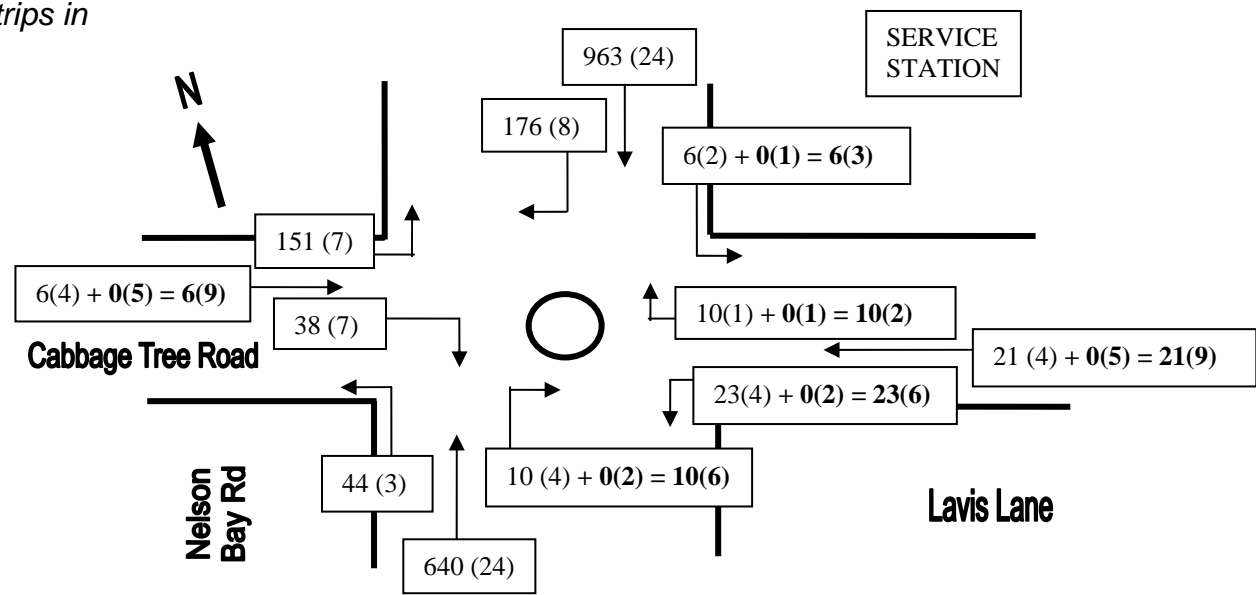 trips in
963 (24)
SERVICE
STATION
N
176 (8)
6(2) + 0(1) = 6(3)
151 (7)
6(4) + 0(5) = 6(9)
38 (7)
10(1) + 0(1) = 10(2)
Cabbage Tree Road
21 (4) + 0(5) = 21(9)
23(4) + 0(2) = 23(6)
Nelson
Bay Rd
44 (3)
10 (4) + 0(2) = 10(6)
Lavis Lane
640 (24)